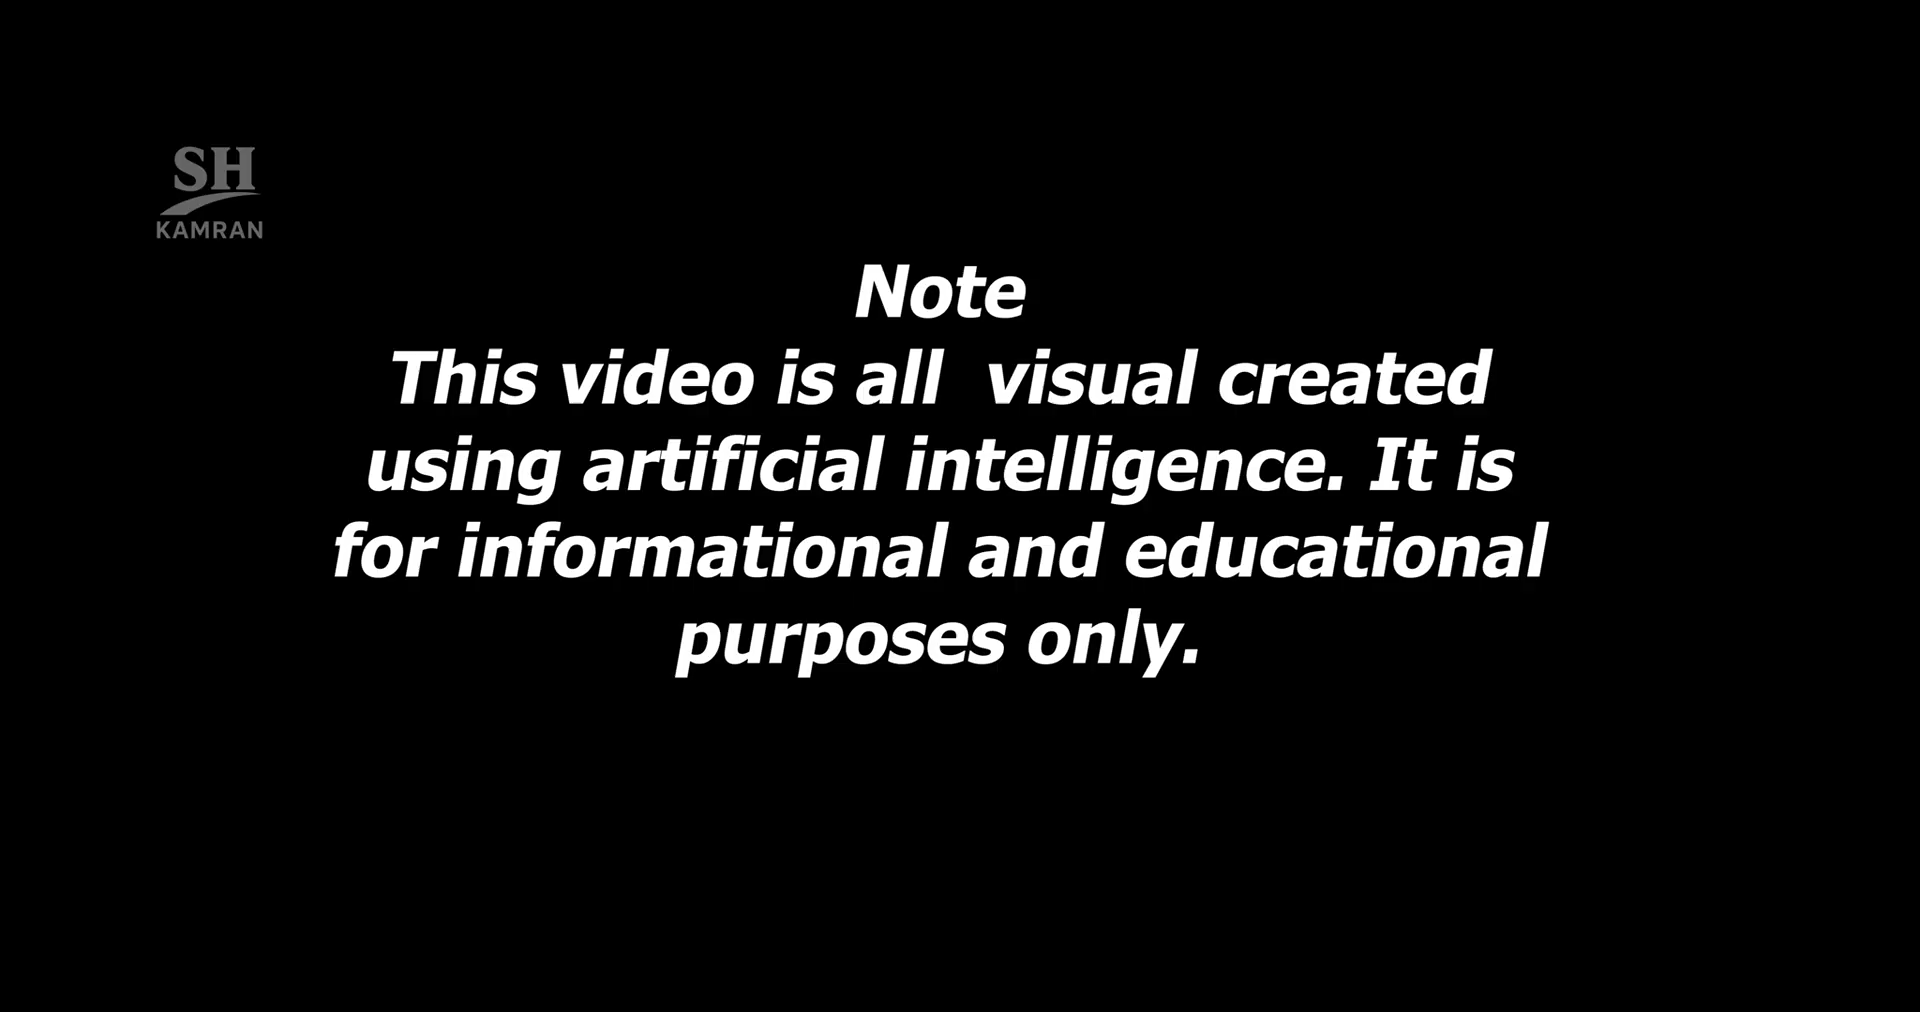 SH
KAMRAN
Note
This video is all  visual created
using artificial intelligence. It is
for informational and educational
purposes only.